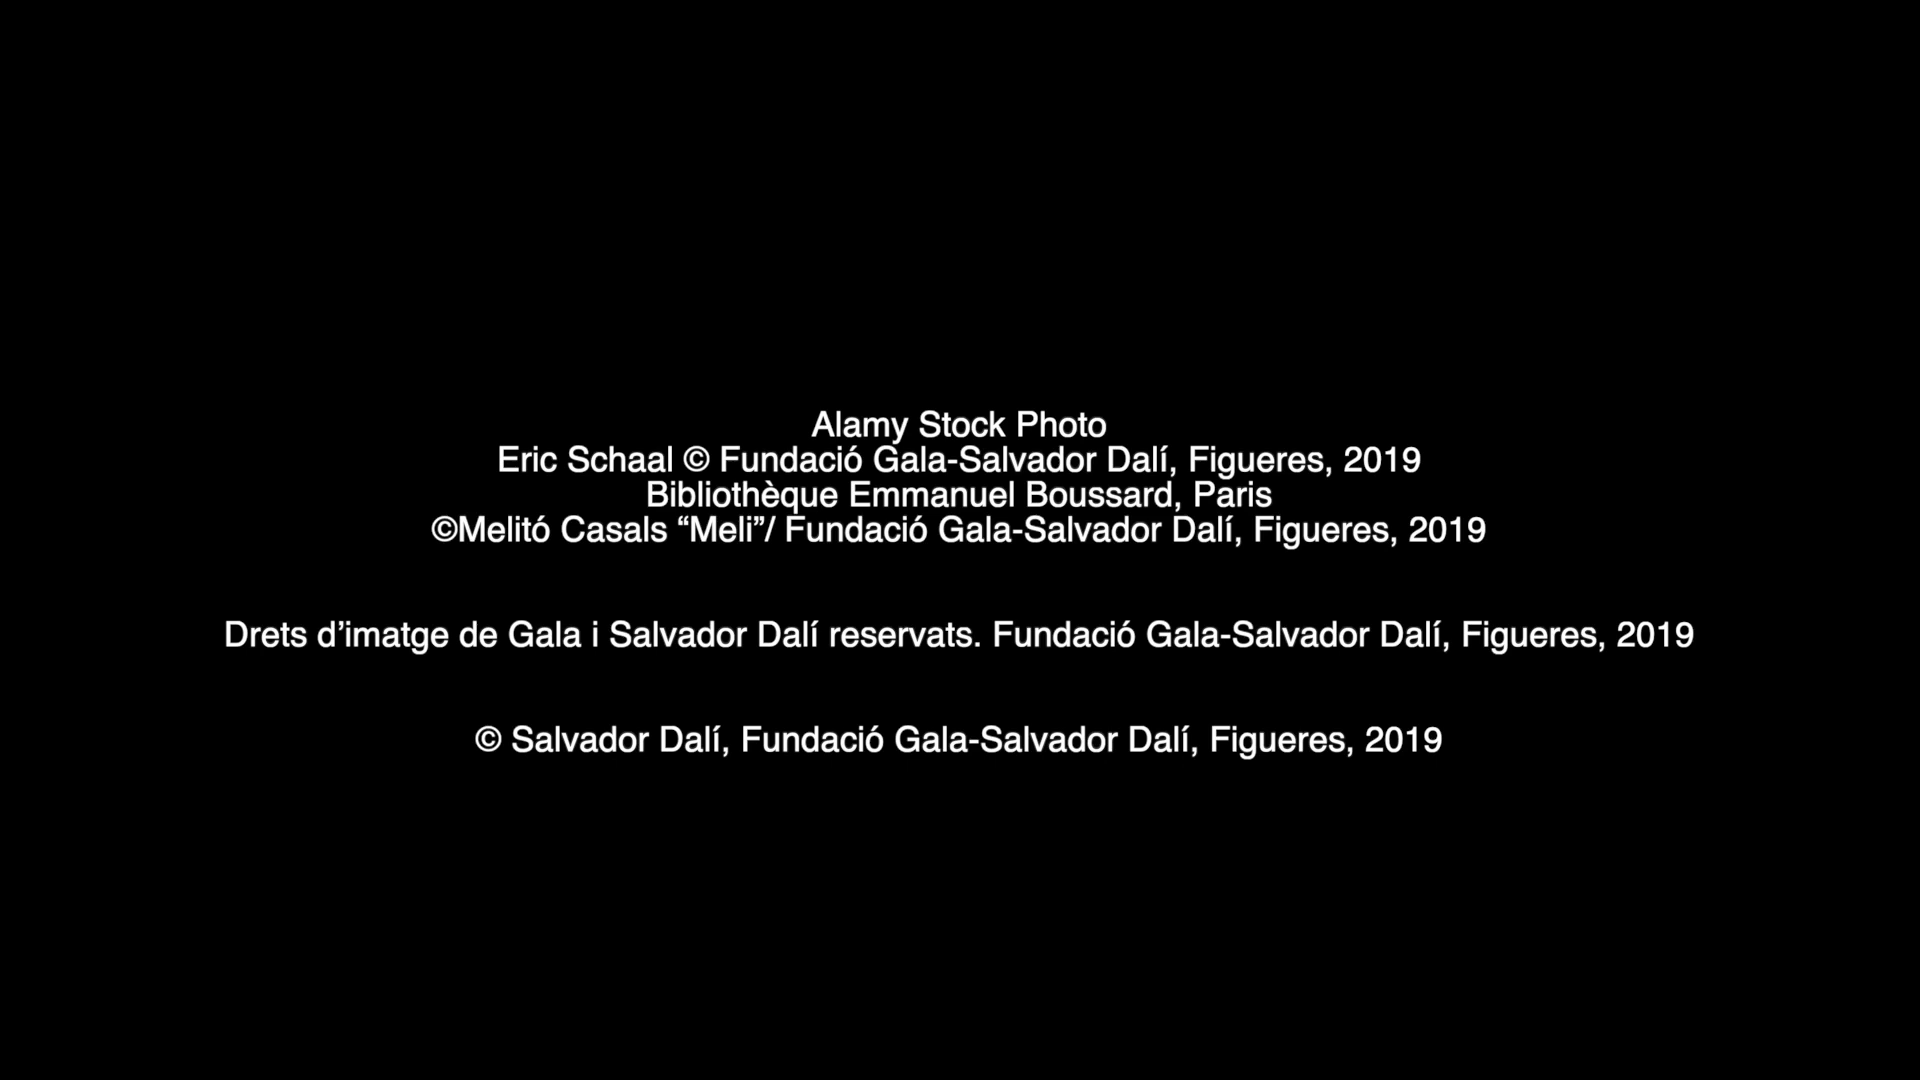 Alamy Stock Photo
Eric Schaal © Fundació Gala-Salvador Dalí, Figueres, 2019
Bibliothèque Emmanuel Boussard, Paris
©Melitó Casals “Meli”/ Fundació Gala-Salvador Dalí, Figueres, 2019
Drets d’imatge de Gala i Salvador Dalí reservats. Fundació Gala-Salvador Dalí, Figueres, 2019
© Salvador Dalí, Fundació Gala-Salvador Dalí, Figueres, 2019